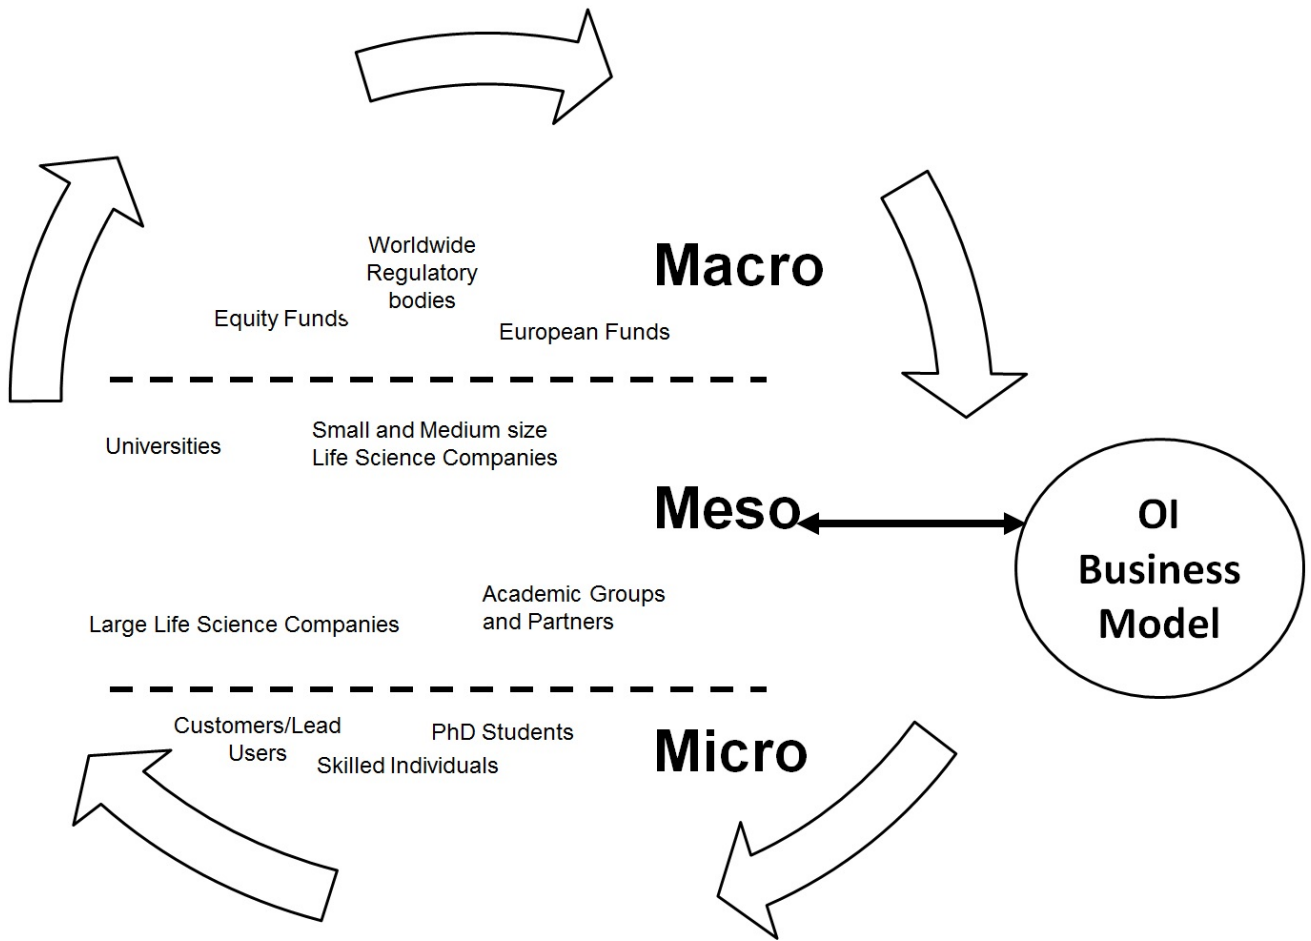 Worldwide
Regulatory
bodies
Macro
Equity Funds
European Funds
Universities
Small and Medium size
Life Science Companies
Meso
OI
Business
Model
Large Life Science Companies
Academic Groups
and Partners
Customers/Lead
Users
PhD Students
Skilled Individuals
Micro